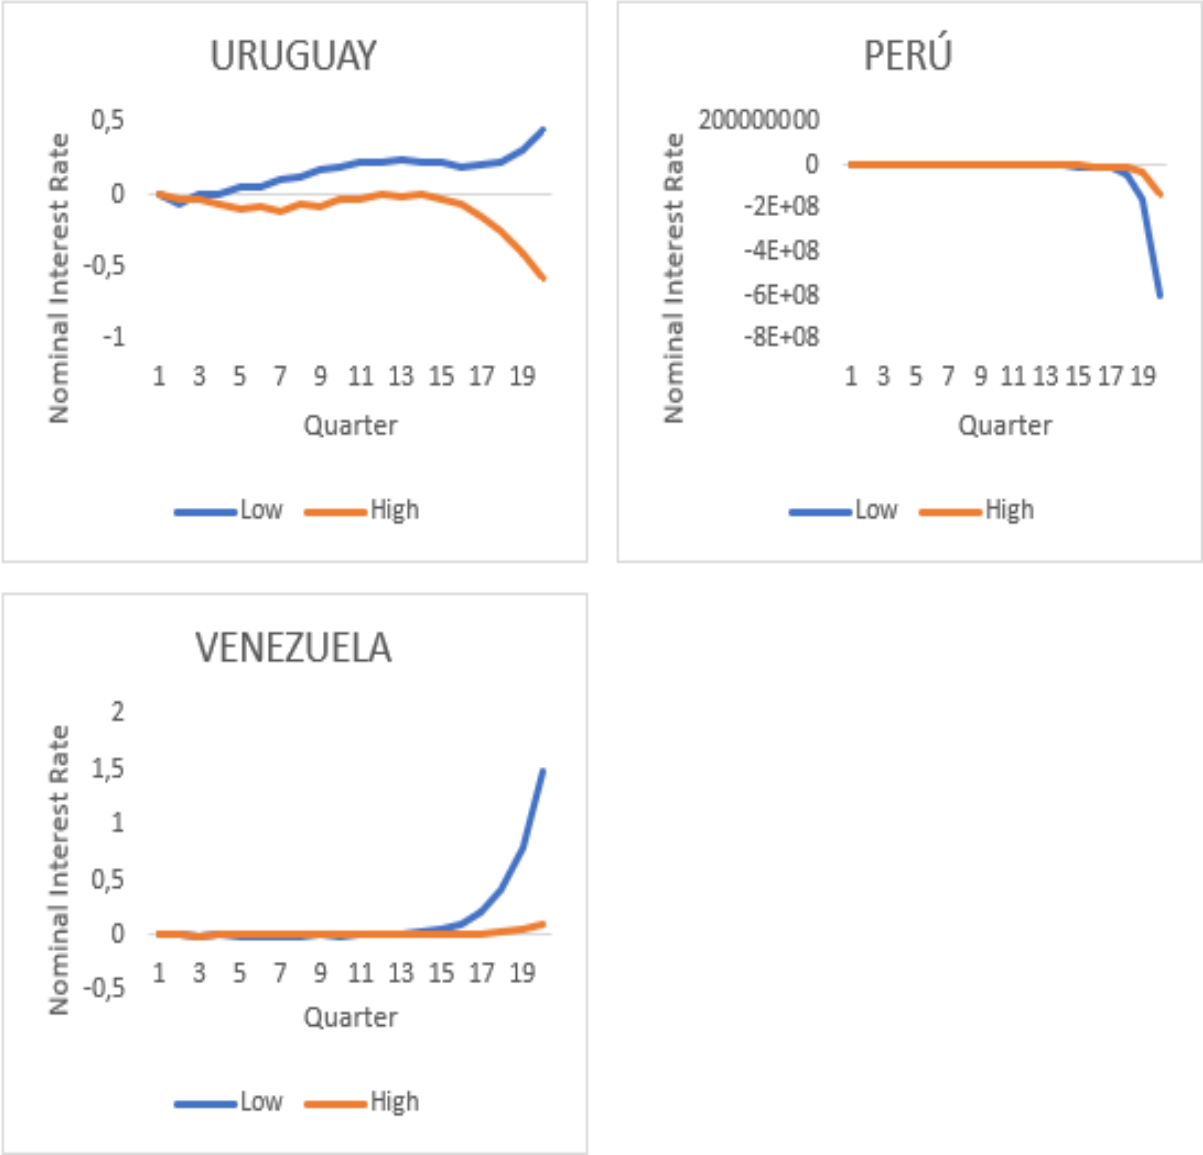 URUGUAY
Nominal Interest Rate
0,5
0
-0,5
-1
1 3 5 7 9 11 13 15 17 19
Quarter
Low High
PERÚ
Nominal Interest Rate
200000000
0
-2E+08
-4E+08
-6E+08
-8E+08
1 3 5 7 9 11 13 15 17 19
Quarter
Low High
VENEZUELA
Nominal Interest Rate
2
1,5
1
0,5
0
-0,5
1 3 5 7 9 11 13 15 17 19
Quarter
Low High